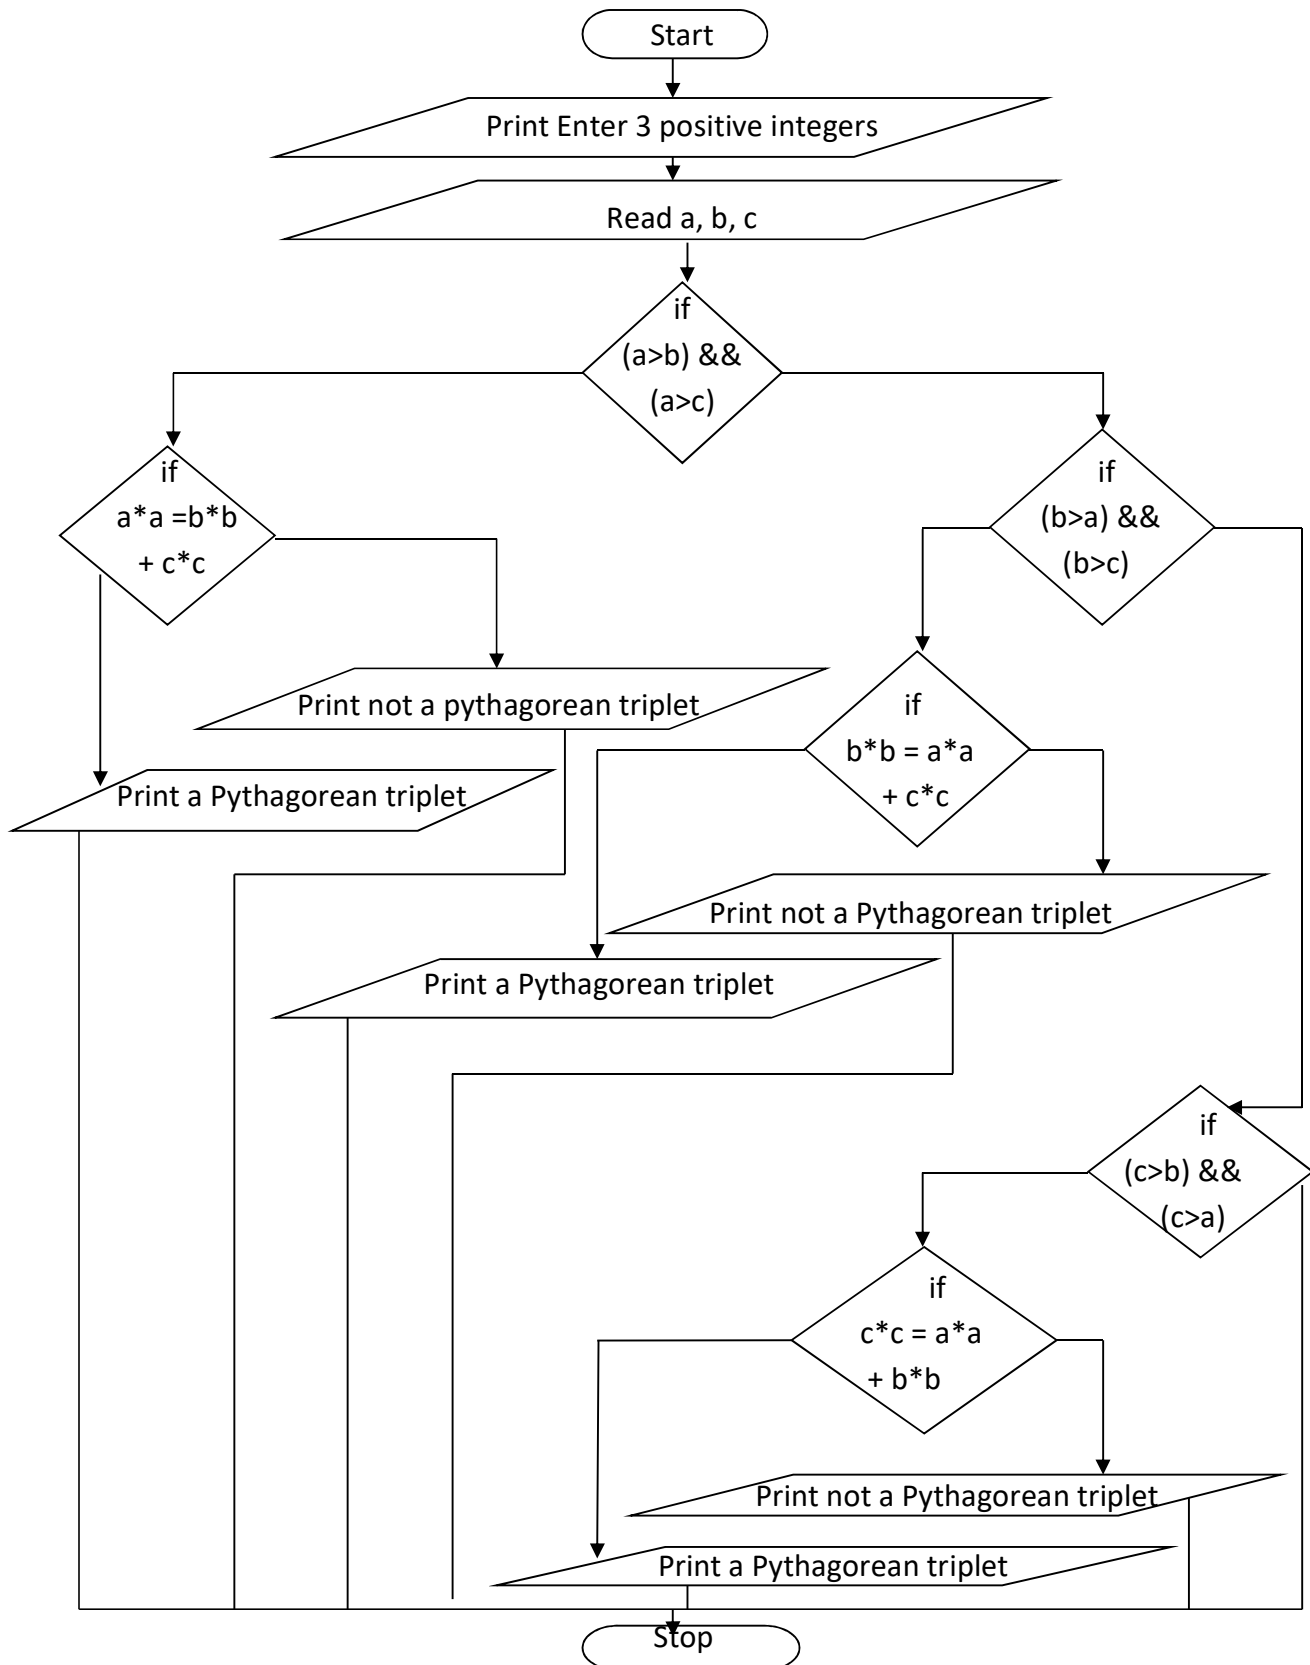 Start
Print Enter 3 positive integers
Read a, b, c
if
(a>b) &&
(a>c)
if
a*a =b*b
+ c*c
if
(b>a) &&
(b>c)
Print not a pythagorean triplet
if
b*b = a*a
+ c*c
Print a Pythagorean triplet
Print not a Pythagorean triplet
Print a Pythagorean triplet
if
(c>b) &&
(c>a)
if
c*c = a*a
+ b*b
Print not a Pythagorean triplet
Print a Pythagorean triplet
Stop